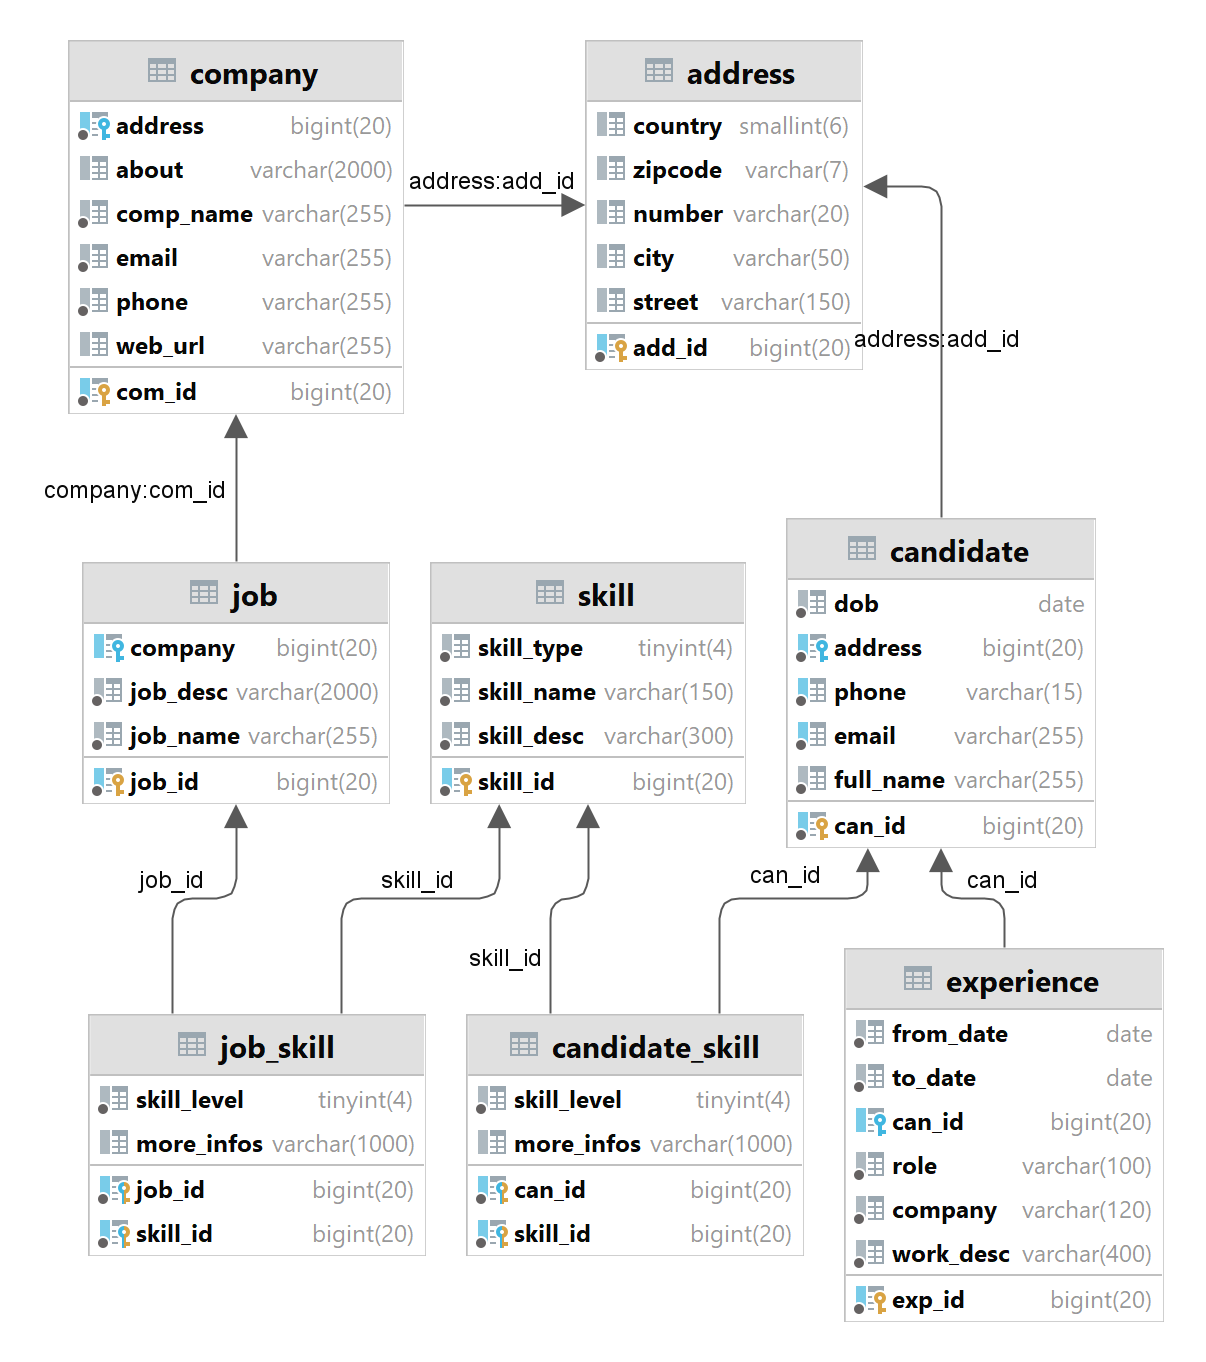 company
address bigint(20)
about varchar(2000)
comp_name varchar(255)
email varchar(255)
phone varchar(255)
web_url varchar(255)
com_id bigint(20)
address:add_id
address
country smallint(6)
zipcode varchar(7)
number varchar(20)
city varchar(50)
street varchar(150)
add_id bigint(20)
address:add_id
company:com_id
job
company bigint(20)
job_desc varchar(2000)
job_name varchar(255)
job_id bigint(20)
skill
skill_type tinyint(4)
skill_name varchar(150)
skill_desc varchar(300)
skill_id bigint(20)
candidate
dob date
address bigint(20)
phone varchar(15)
email varchar(255)
full_name varchar(255)
can_id bigint(20)
job_id
skill_id
skill_id
can_id
can_id
job_skill
skill_level tinyint(4)
more_infos varchar(1000)
job_id bigint(20)
skill_id bigint(20)
candidate_skill
skill_level tinyint(4)
more_infos varchar(1000)
can_id bigint(20)
skill_id bigint(20)
experience
from_date date
to_date date
can_id bigint(20)
role varchar(100)
company varchar(120)
work_desc varchar(400)
exp_id bigint(20)